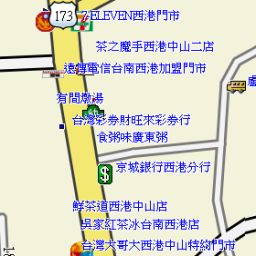 173
7-ELEVEN西港門市
茶之魔手西港中山二店
遠傳電信台南西港加盟門市
有間燉湯
台灣彩券財旺來彩券行
食粥味廣東粥
$
京城銀行西港分行
鮮茶道西港中山店
吳家紅茶冰台南西港店
台灣大哥大西港中山特約門市